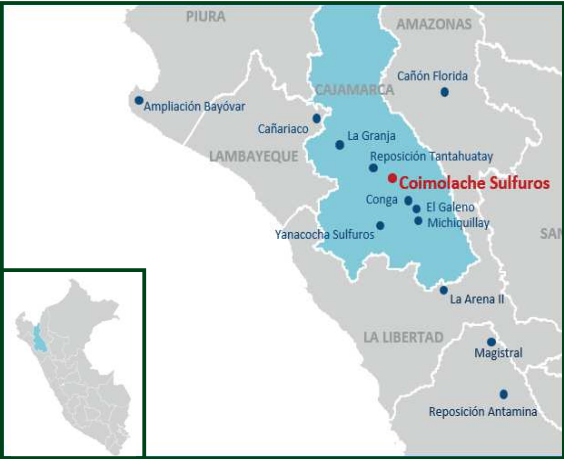 PIURA
AMAZONAS
Cañón Florida
CAJAMARCA
Ampliación Bayóvar
Cañariaco
La Granja
LAMBAYEQUE
Reposición Tantahuatay
Coimolache Sulfuros
Conga
El Galeno
Michiquillay
Yanacocha Sulfuros
SAN
La Arena II
LA LIBERTAD
Magistral
Reposición Antamina